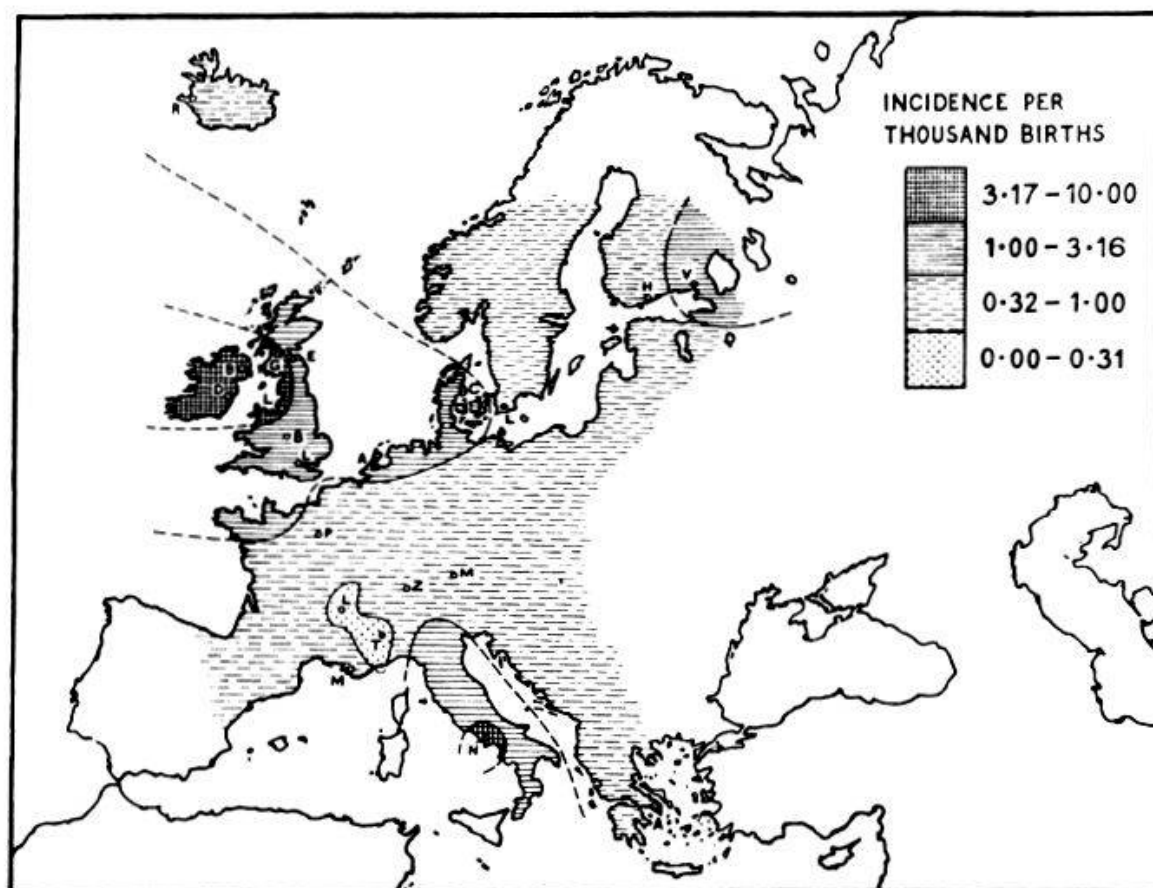 INCIDENCE PER
THOUSAND BIRTHS
3·17–10·00
1·00–3·16
0·32–1·00
0·00–0·31
R
V
H
E
G
B
D
L
L
B
L
A
P
M
Z
L
T
M
N
A